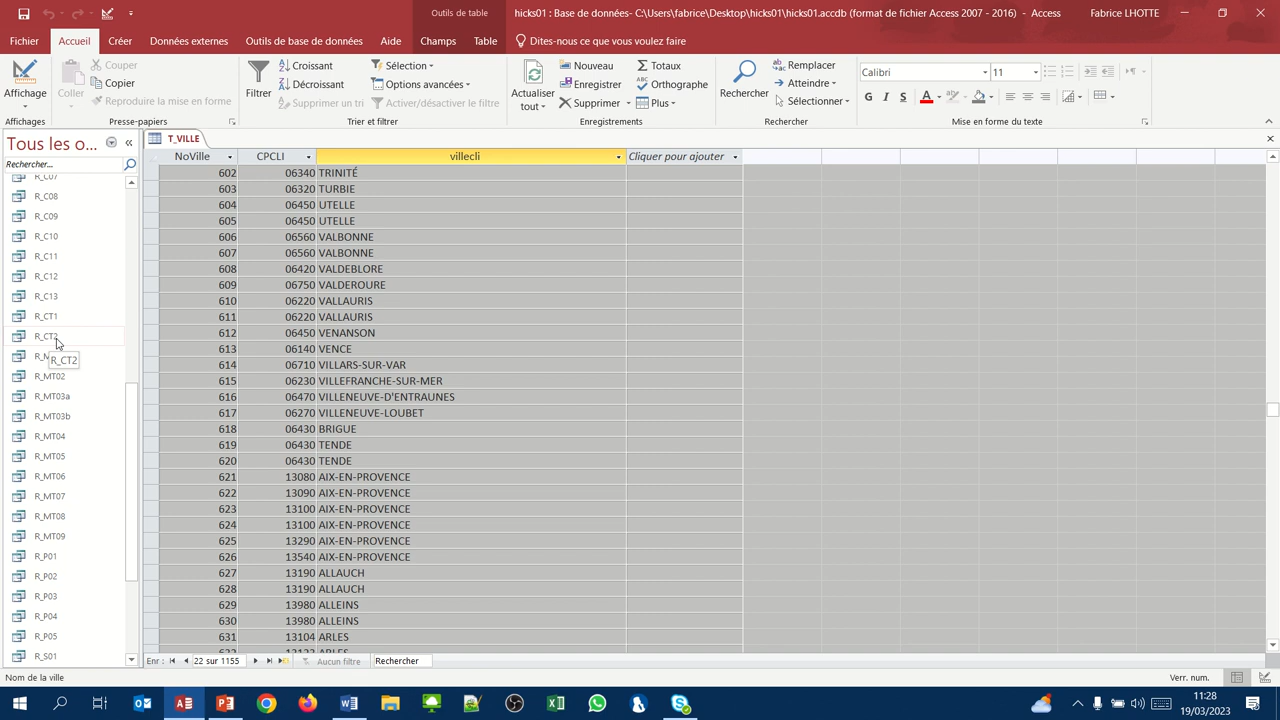 Outils de table
hicks01 : Base de données- C:\Users\fabrice\Desktop\hicks01\hicks01.accdb (format de fichier Access 2007 - 2016) - Access
Fabrice LHOTTE
Fichier
Accueil
Créer
Données externes
Outils de base de données
Aide
Champs
Table
Dites-nous ce que vous voulez faire
Affichage
Affichages
Coller
Couper
Copier
Reproduire la mise en forme
Presse-papiers
Filtrer
Croissant
Décroissant
Supprimer un tri
Sélection
Options avancées
Activer/désactiver le filtre
Trier et filtrer
Actualiser tout
Nouveau
Enregistrer
Supprimer
Totaux
Orthographe
Plus
Enregistrements
Rechercher
Remplacer
Atteindre
Sélectionner
Rechercher
Calibri
11
G I S
Mise en forme du texte
Tous les o...
Rechercher...
R_C07
R_C08
R_C09
R_C10
R_C11
R_C12
R_C13
R_CT1
R_CT2
R_CT2
R_MT02
R_MT03a
R_MT03b
R_MT04
R_MT05
R_MT06
R_MT07
R_MT08
R_MT09
R_P01
R_P02
R_P03
R_P04
R_P05
R_S01
T_VILLE
NoVille CPCLI villecli Cliquer pour ajouter
602 06340 TRINITÉ
603 06320 TURBIE
604 06450 UTELLE
605 06450 UTELLE
606 06560 VALBONNE
607 06560 VALBONNE
608 06420 VALDEBLORE
609 06750 VALDEROURE
610 06220 VALLAURIS
611 06220 VALLAURIS
612 06450 VENANSON
613 06140 VENCE
614 06710 VILLARS-SUR-VAR
615 06230 VILLEFRANCHE-SUR-MER
616 06470 VILLENEUVE-D'ENTRAUNES
617 06270 VILLENEUVE-LOUBET
618 06430 BRIGUE
619 06430 TENDE
620 06430 TENDE
621 13080 AIX-EN-PROVENCE
622 13090 AIX-EN-PROVENCE
623 13100 AIX-EN-PROVENCE
624 13100 AIX-EN-PROVENCE
625 13290 AIX-EN-PROVENCE
626 13540 AIX-EN-PROVENCE
627 13190 ALLAUCH
628 13190 ALLAUCH
629 13980 ALLEINS
630 13980 ALLEINS
631 13104 ARLES
Enr : 22 sur 1155 Aucun filtre Rechercher
Nom de la ville
Verr. num.
11:28
19/03/2023